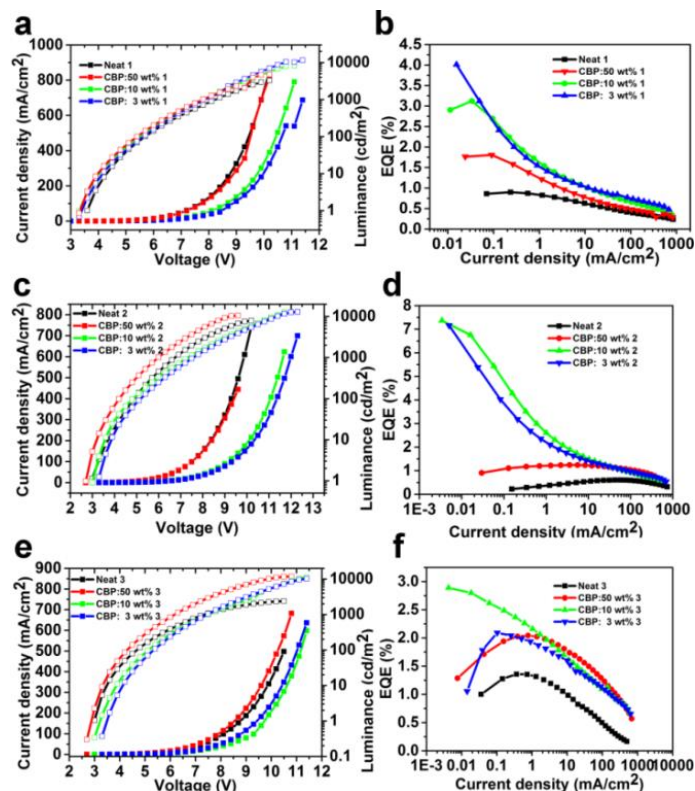 a
1000
800
600
400
200
0
Current density (mA/cm²)
Neat 1
CBP:50 wt% 1
CBP:10 wt% 1
CBP: 3 wt% 1
10000
1000
100
10
1
Luminance (cd/m²)
3 4 5 6 7 8 9 10 11 12
Voltage (V)
b
4.5
4.0
3.5
3.0
2.5
2.0
1.5
1.0
0.5
0.0
EQE (%)
Neat 1
CBP:50 wt% 1
CBP:10 wt% 1
CBP: 3 wt% 1
0.01 0.1 1 10 100 1000
Current density (mA/cm²)
c
800
700
600
500
400
300
200
100
0
Current density (mA/cm²)
Neat 2
CBP:50 wt% 2
CBP:10 wt% 2
CBP: 3 wt% 2
10000
1000
100
10
1
Luminance (cd/m²)
2 3 4 5 6 7 8 9 10 11 12 13
Voltage (V)
d
8
7
6
5
4
3
2
1
0
EQE (%)
Neat 2
CBP:50 wt% 2
CBP:10 wt% 2
CBP: 3 wt% 2
1E-3 0.01 0.1 1 10 100 1000
Current density (mA/cm²)
e
900
800
700
600
500
400
300
200
100
0
Current density (mA/cm²)
Neat 3
CBP:50 wt% 3
CBP:10 wt% 3
CBP: 3 wt% 3
10000
1000
100
10
1
0.1
Luminance (cd/m²)
2 3 4 5 6 7 8 9 10 11 12
Voltage (V)
f
3.0
2.5
2.0
1.5
1.0
0.5
0.0
EQE (%)
Neat 3
CBP:50 wt% 3
CBP:10 wt% 3
CBP: 3 wt% 3
1E-3 0.01 0.1 1 10 100 1000 10000
Current density (mA/cm²)